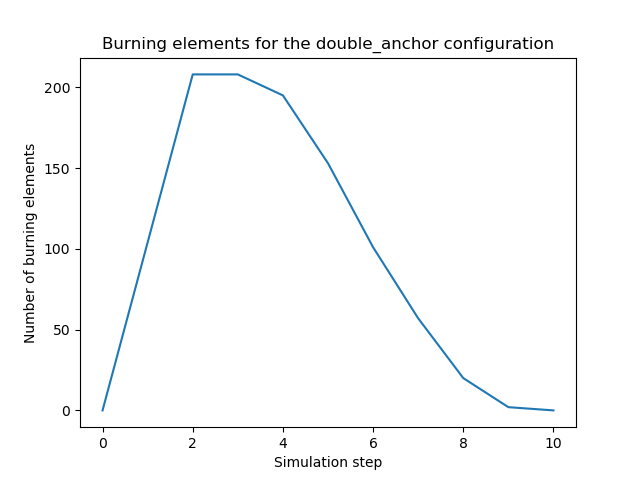 Burning elements for the double_anchor configuration
Number of burning elements
200
150
100
50
0
0 2 4 6 8 10
Simulation step